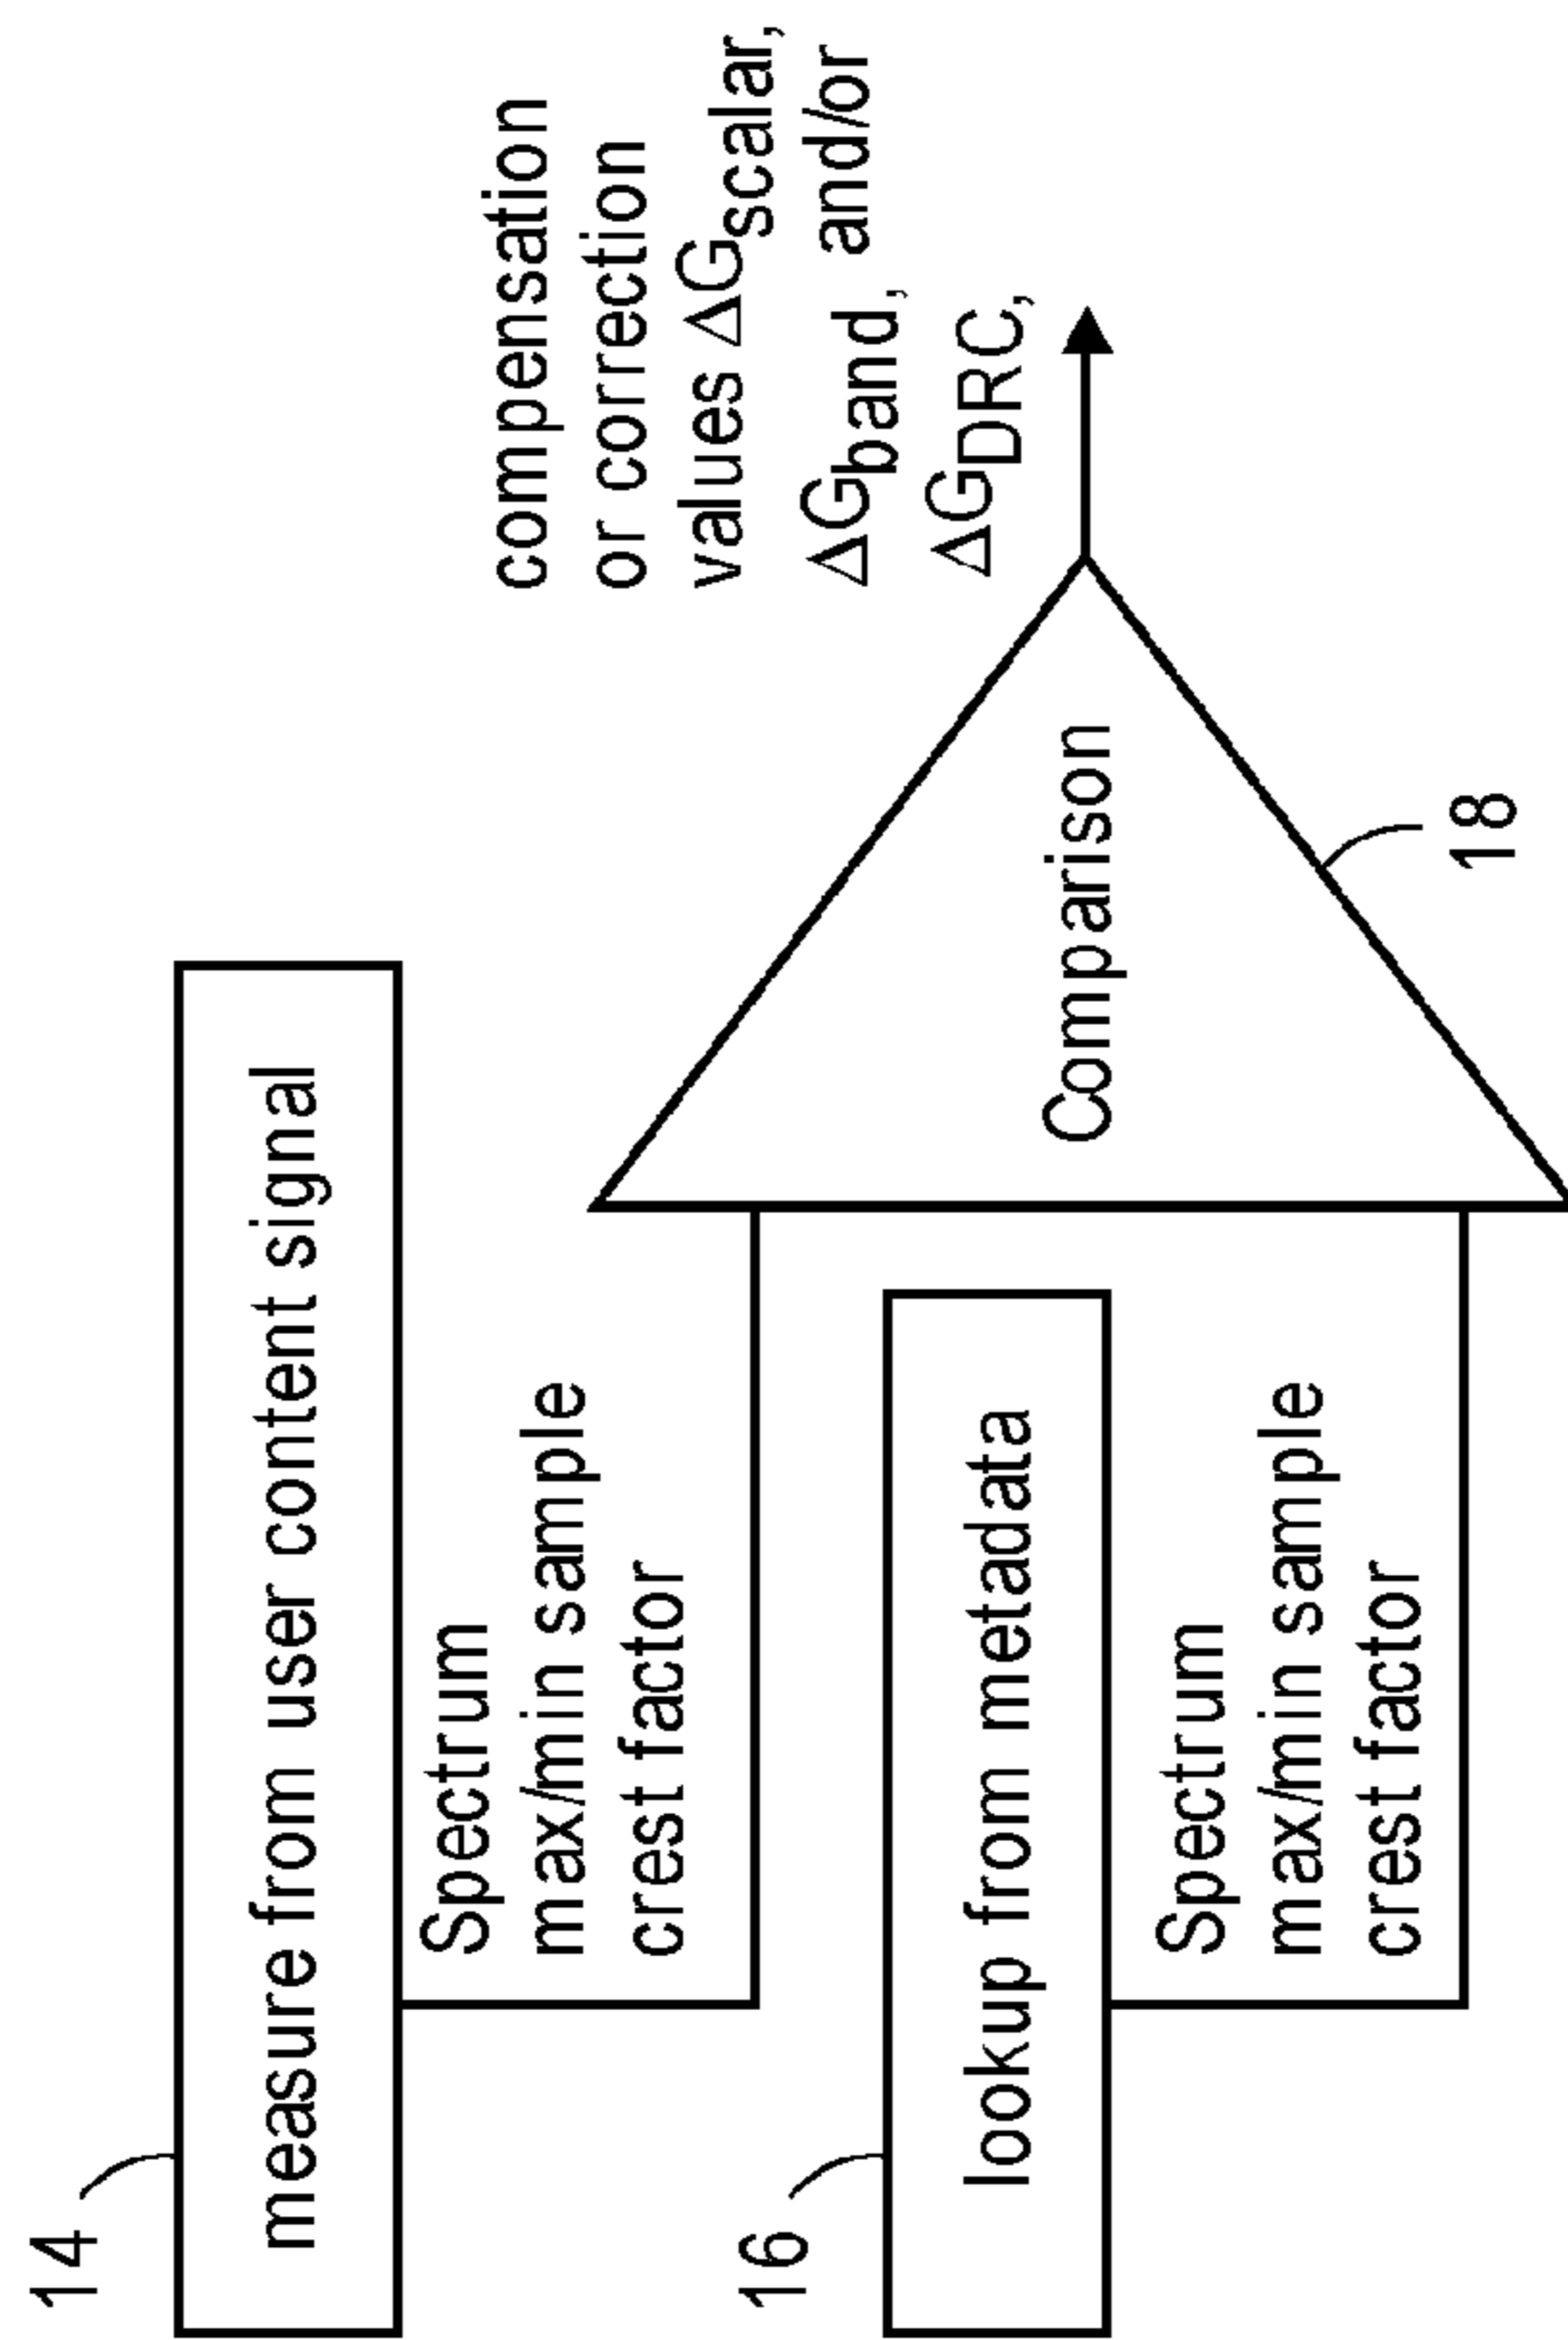 14
measure from user content signal
Spectrum
max/min sample
crest factor
16
lookup from metadata
Spectrum
max/min sample
crest factor
Comparison
18
compensation
or correction
values ΔGscalar,
ΔGband, and/or
ΔGDRC,